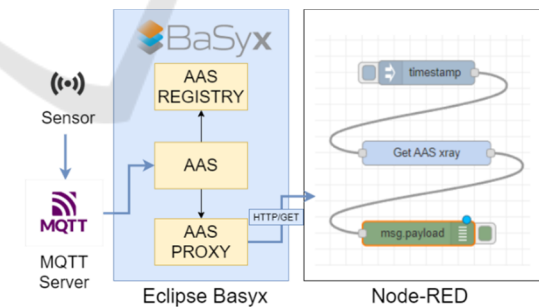 BaSyx
AAS
REGISTRY
Sensor
AAS
MQTT
MQTT
Server
AAS
PROXY
HTTP/GET
Eclipse Basyx
timestamp
Get AAS xray
msg.payload
Node-RED